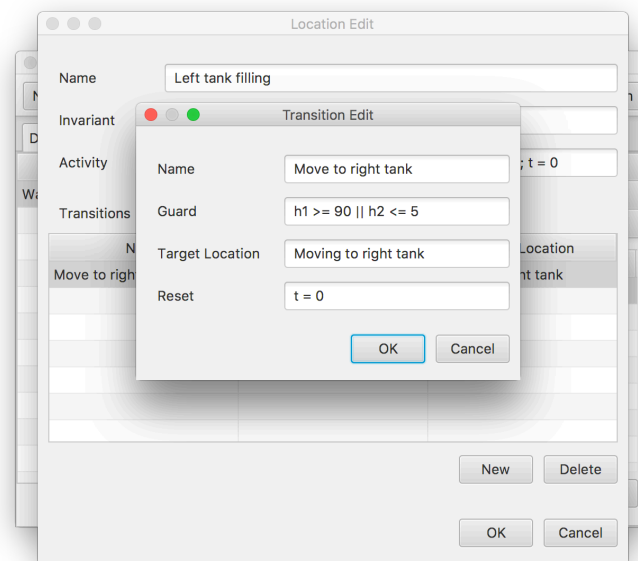 Location Edit
Name
Left tank filling
Invariant
Activity
; t = 0
Transitions
Location
Move to righ
ht tank
Transition Edit
Name
Move to right tank
Guard
h1 >= 90 || h2 <= 5
Target Location
Moving to right tank
Reset
t = 0
OK
Cancel
New
Delete
OK
Cancel